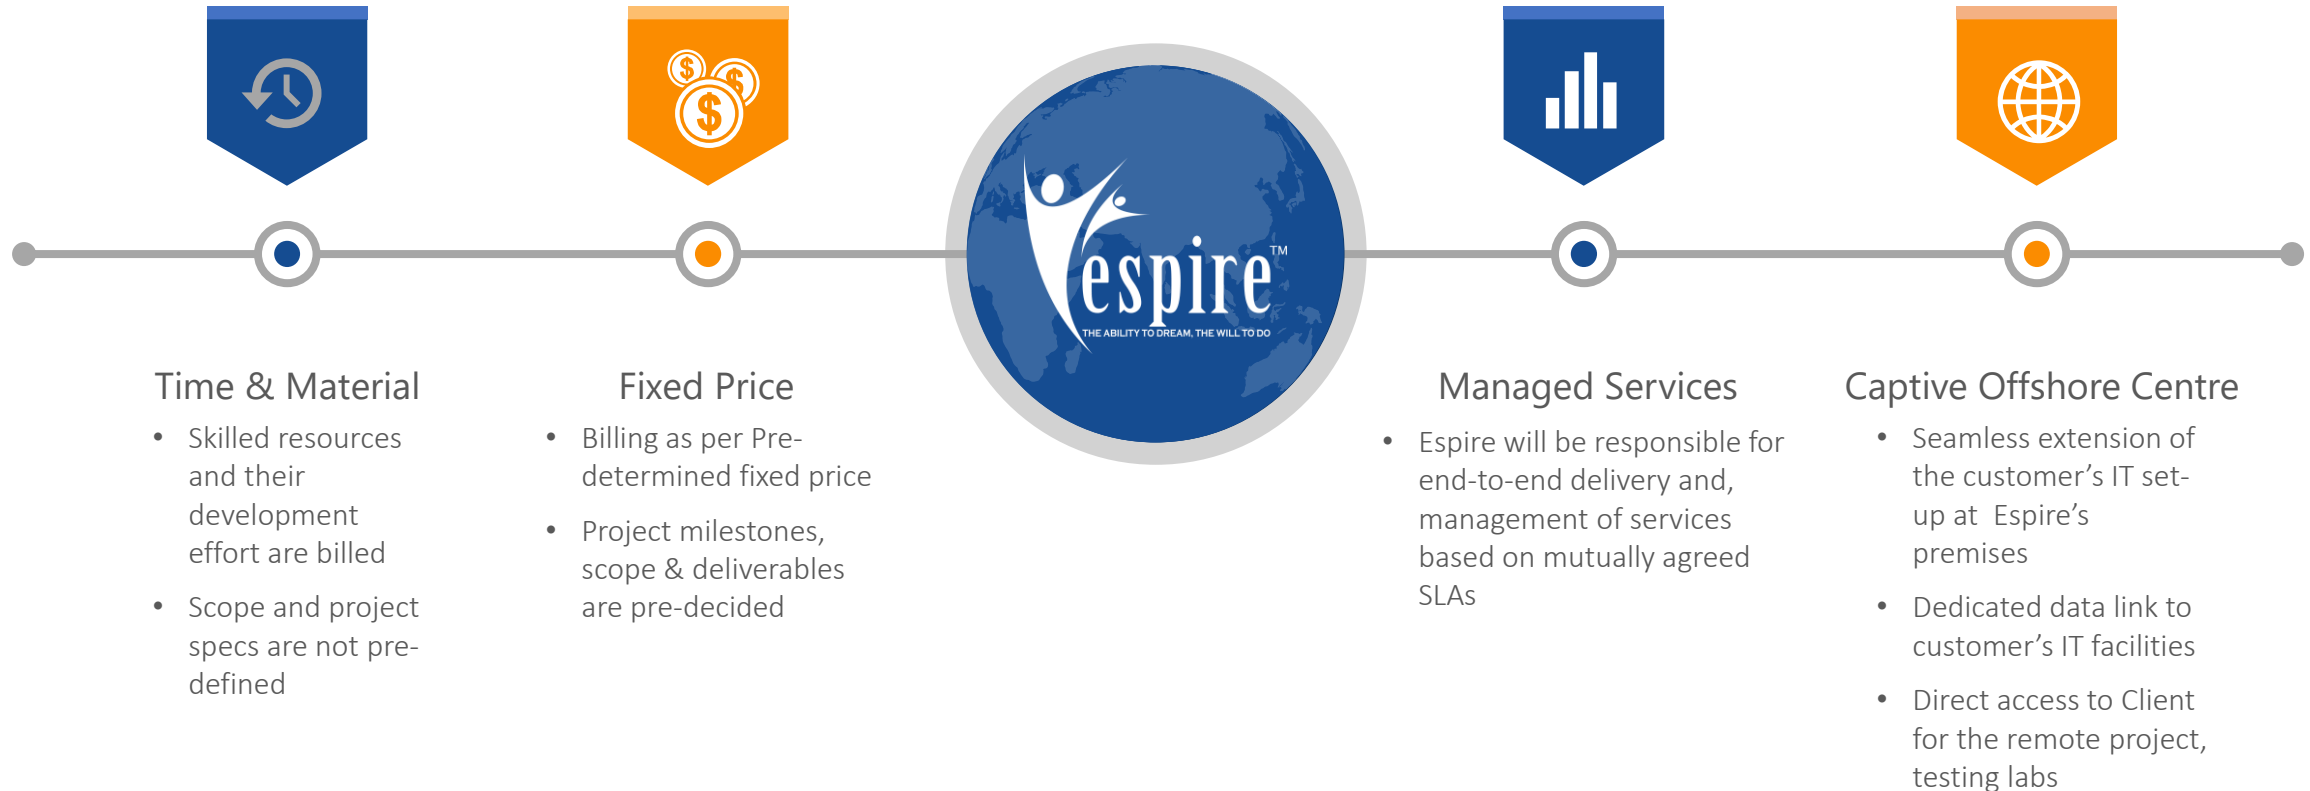 espire™
THE ABILITY TO DREAM, THE WILL TO DO
Time & Material
• Skilled resources
and their
development
effort are billed
• Scope and project
specs are not pre-
defined
Fixed Price
• Billing as per Pre-
determined fixed price
• Project milestones,
scope & deliverables
are pre-decided
Managed Services
• Espire will be responsible for
end-to-end delivery and,
management of services
based on mutually agreed
SLAs
Captive Offshore Centre
• Seamless extension of
the customer’s IT set-
up at  Espire’s
premises
• Dedicated data link to
customer’s IT facilities
• Direct access to Client
for the remote project,
testing labs